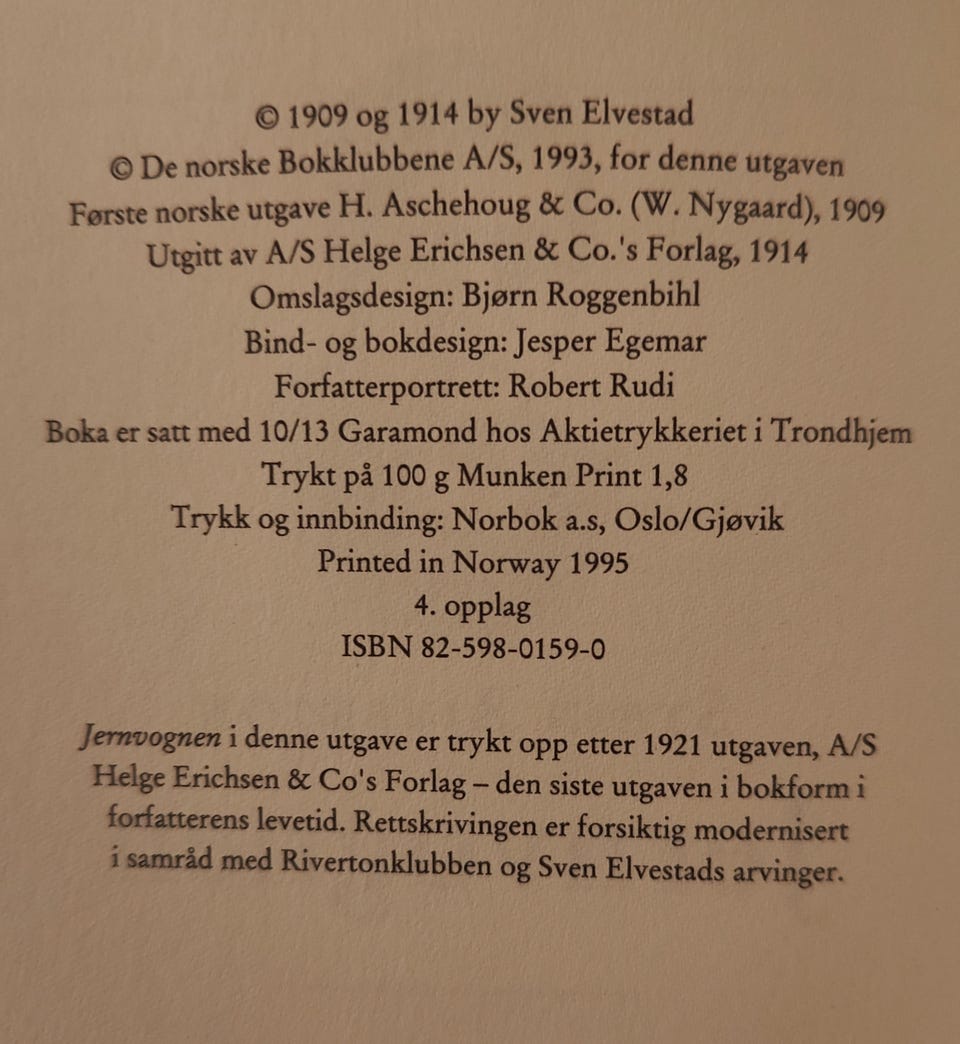 © 1909 og 1914 by Sven Elvestad
© De norske Bokklubbene A/S, 1993, for denne utgaven
Første norske utgave H. Aschehoug & Co. (W. Nygaard), 1909
Utgitt av A/S Helge Erichsen & Co.'s Forlag, 1914
Omslagsdesign: Bjørn Roggenbihl
Bind- og bokdesign: Jesper Egemar
Forfatterportrett: Robert Rudi
Boka er satt med 10/13 Garamond hos Aktietrykkeriet i Trondhjem
Trykt på 100 g Munken Print 1,8
Trykk og innbinding: Norbok a.s, Oslo/Gjøvik
Printed in Norway 1995
4. opplag
ISBN 82-598-0159-0
Jernvognen i denne utgave er trykt opp etter 1921 utgaven, A/S
Helge Erichsen & Co's Forlag – den siste utgaven i bokform i
forfatterens levetid. Rettskrivingen er forsiktig modernisert
i samråd med Rivertonklubben og Sven Elvestads arvinger.